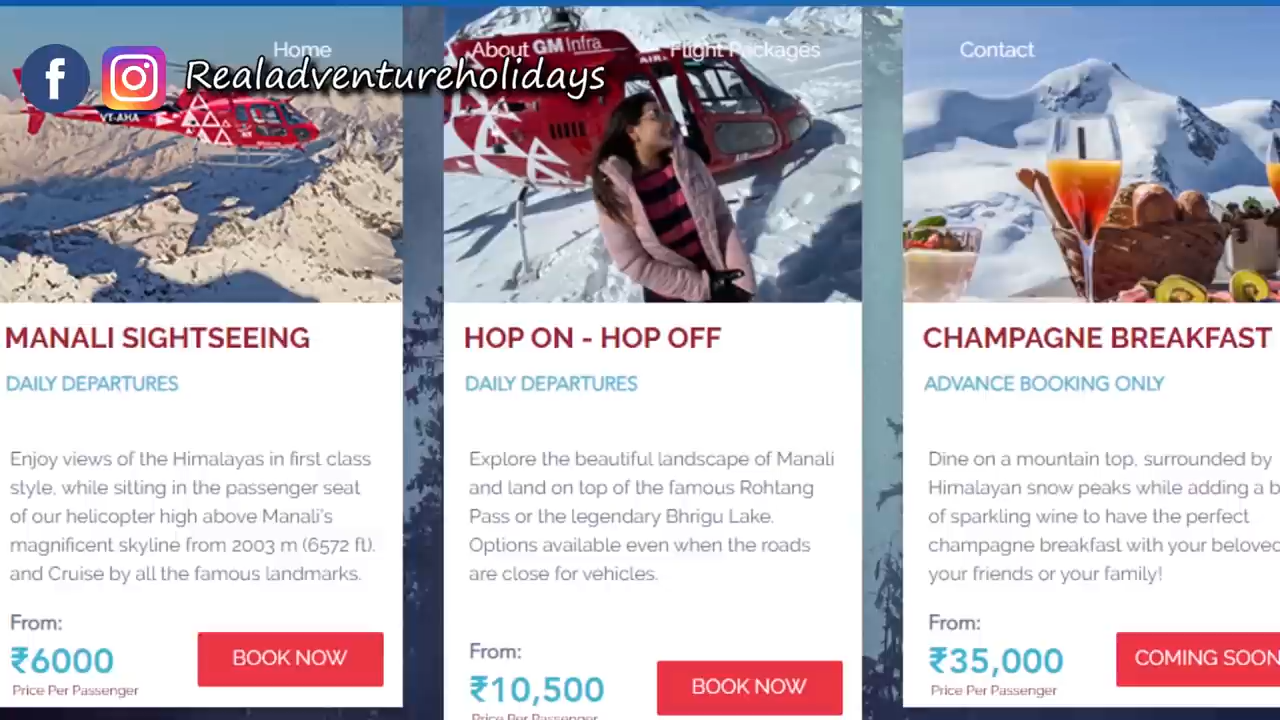 Home
About
Flight Packages
Contact
Realadventureholidays
GM Infra
VT-AHA
MANALI SIGHTSEEING
DAILY DEPARTURES
Enjoy views of the Himalayas in first class
style, while sitting in the passenger seat
of our helicopter high above Manali's
magnificent skyline from 2003 m (6572 ft).
and Cruise by all the famous landmarks.
From:
₹6000
Price Per Passenger
BOOK NOW
HOP ON - HOP OFF
DAILY DEPARTURES
Explore the beautiful landscape of Manali
and land on top of the famous Rohtang
Pass or the legendary Bhrigu Lake.
Options available even when the roads
are close for vehicles.
From:
₹10,500
Price Per Passenger
BOOK NOW
CHAMPAGNE BREAKFAST
ADVANCE BOOKING ONLY
Dine on a mountain top, surrounded by
Himalayan snow peaks while adding a b
of sparkling wine to have the perfect
champagne breakfast with your beloved
your friends or your family!
From:
₹35,000
Price Per Passenger
COMING SOON